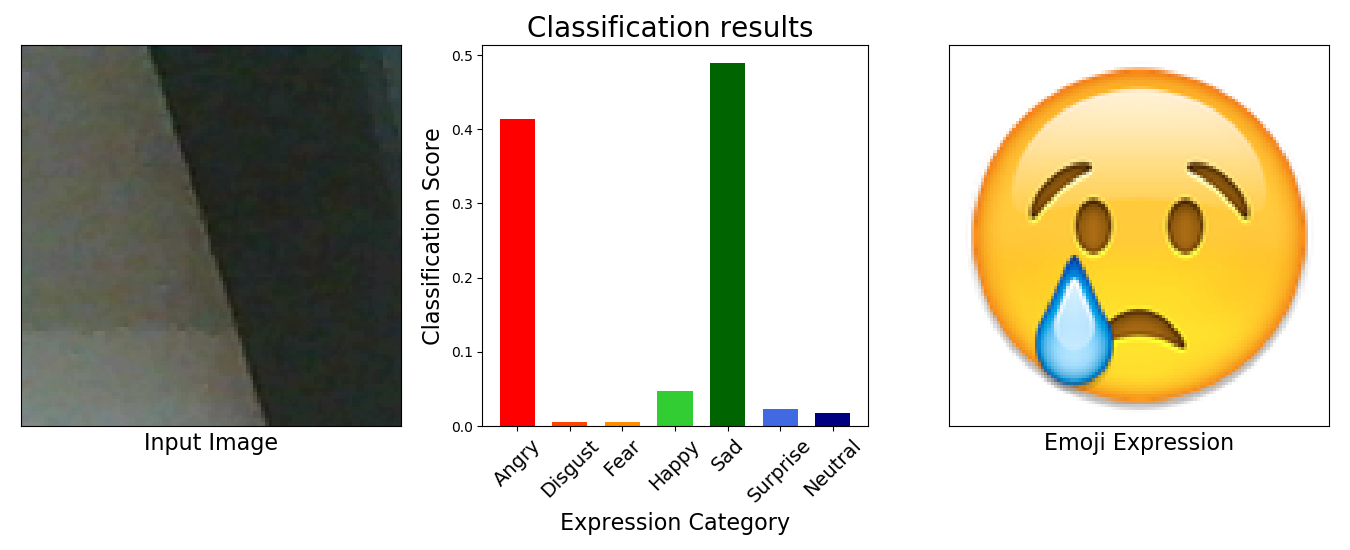 Classification results
Classification Score
0.5
0.4
0.3
0.2
0.1
0.0
Angry
Disgust
Fear
Happy
Sad
Surprise
Neutral
Expression Category
Input Image
Emoji Expression